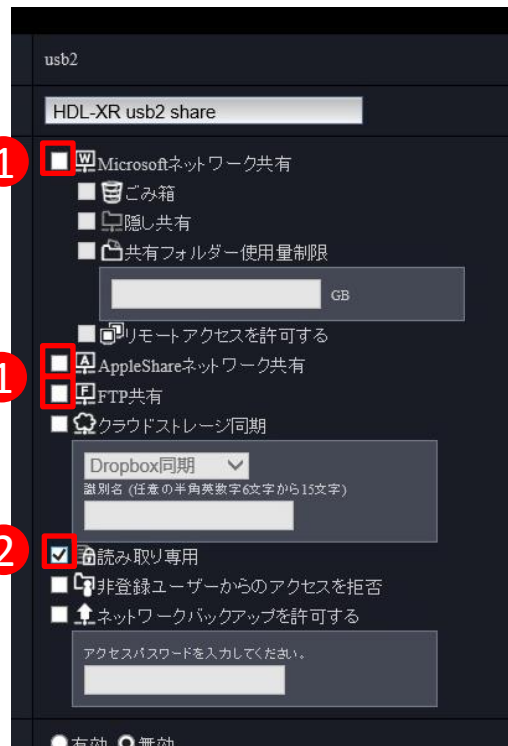 usb2
HDL-XR usb2 share
1 W Microsoftネットワーク共有
ごみ箱
隠し共有
共有フォルダー使用量制限
GB
リモートアクセスを許可する
1 A AppleShareネットワーク共有
F FTP共有
クラウドストレージ同期
Dropbox同期
識別名 (任意の半角英数字6文字から15文字)
2 読み取り専用
非登録ユーザーからのアクセスを拒否
ネットワークバックアップを許可する
アクセスパスワードを入力してください。
有効 無効